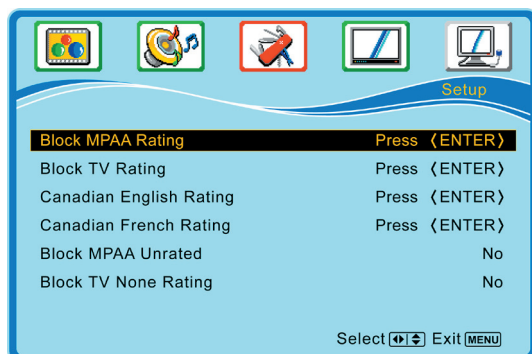 Setup
Block MPAA Rating Press 〈ENTER〉
Block TV Rating Press 〈ENTER〉
Canadian English Rating Press 〈ENTER〉
Canadian French Rating Press 〈ENTER〉
Block MPAA Unrated No
Block TV None Rating No
Select Exit MENU